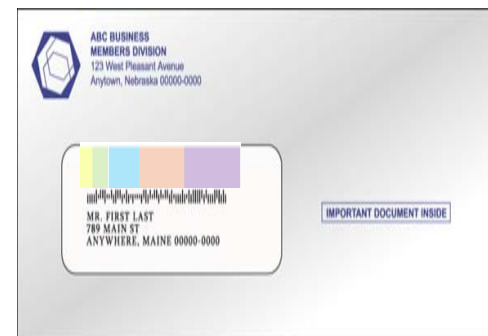 ABC BUSINESS
MEMBERS DIVISION
123 West Pleasant Avenue
Anytown, Nebraska 00000-0000
MR. FIRST LAST
789 MAIN ST
ANYWHERE, MAINE 00000-0000
IMPORTANT DOCUMENT INSIDE